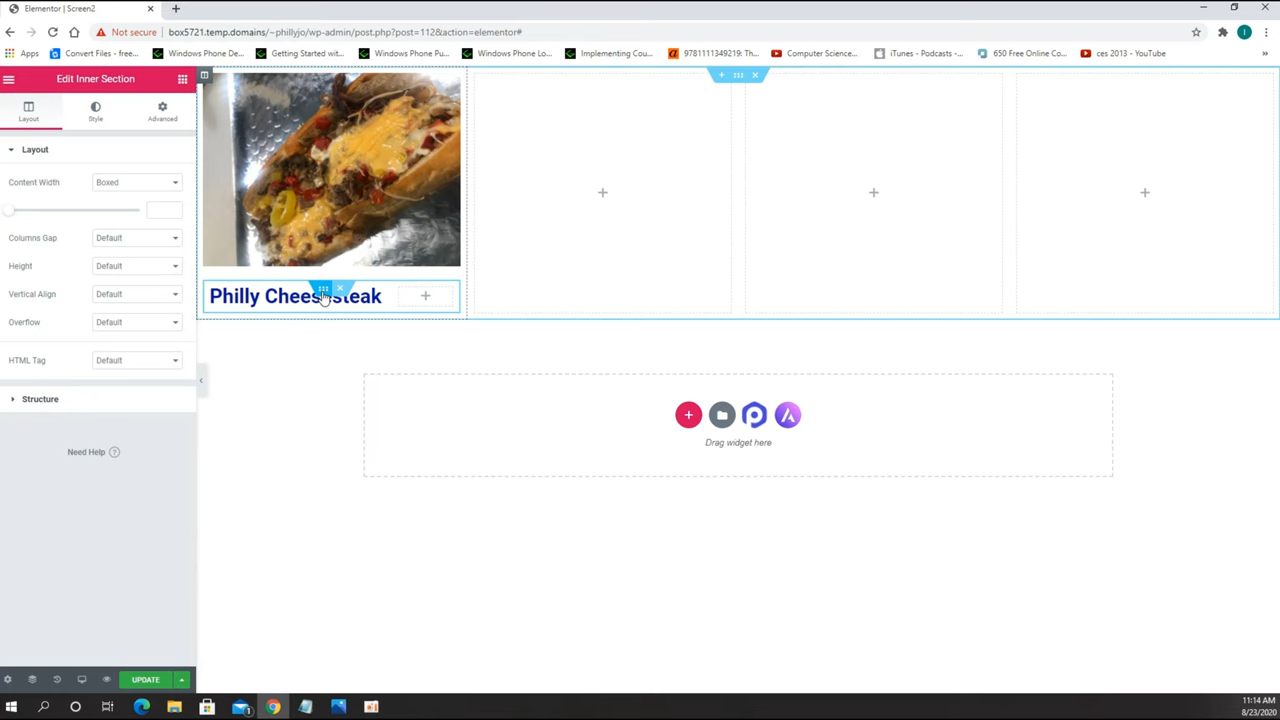 Elementor | Screen2
Not secure | box5721.temp.domains/~phillyjo/wp-admin/post.php?post=112&action=elementor#
Apps
Convert Files - free...
Windows Phone De...
Getting Started wit...
Windows Phone Pu...
Windows Phone Lo...
Implementing Cou...
9781111349219: Th...
Computer Science...
iTunes - Podcasts -...
650 Free Online Co...
ces 2013 - YouTube
Edit Inner Section
Layout
Style
Advanced
Layout
Content Width
Boxed
Columns Gap
Default
Height
Default
Vertical Align
Default
Overflow
Default
HTML Tag
Default
Structure
Need Help
UPDATE
Drag widget here
11:14 AM
8/23/2020